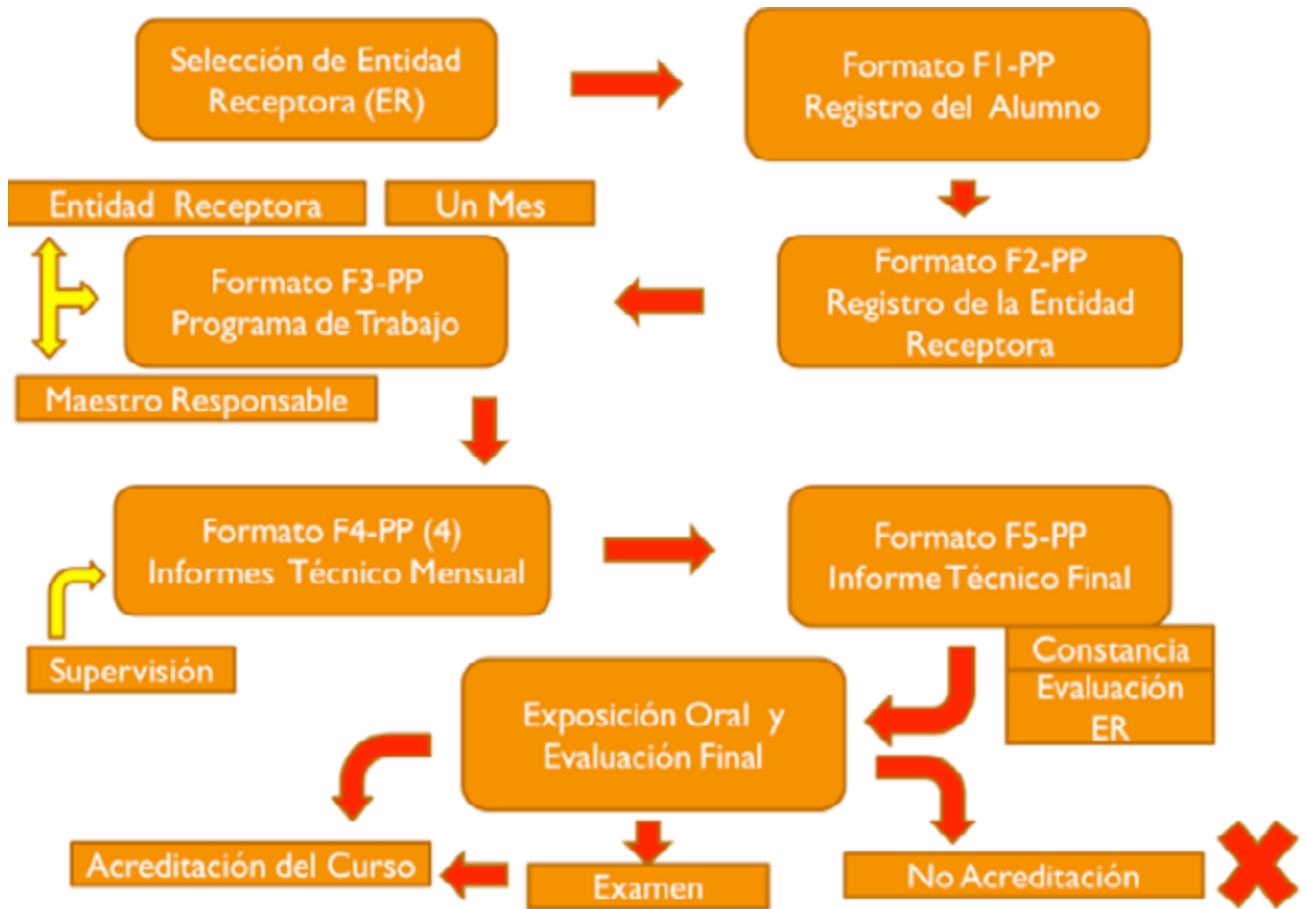 Selección de Entidad
Receptora (ER)
Formato F1-PP
Registro del Alumno
Entidad Receptora
Un Mes
Formato F3-PP
Programa de Trabajo
Formato F2-PP
Registro de la Entidad
Receptora
Maestro Responsable
Formato F4-PP (4)
Informes Técnico Mensual
Formato F5-PP
Informe Técnico Final
Supervisión
Constancia
Evaluación
ER
Exposición Oral y
Evaluación Final
Acreditación del Curso
Examen
No Acreditación